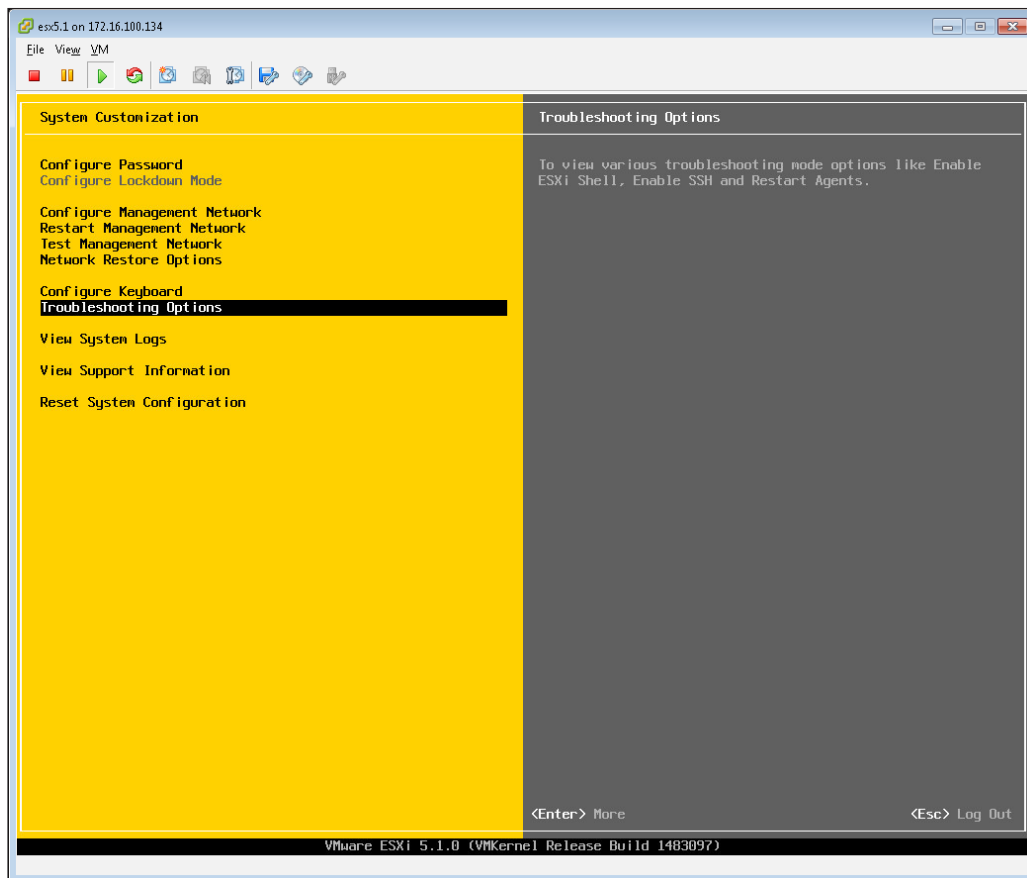 esx5.1 on 172.16.100.134
File View VM
System Customization
Configure Password
Configure Lockdown Mode
Configure Management Network
Restart Management Network
Test Management Network
Network Restore Options
Configure Keyboard
Troubleshooting Options
View System Logs
View Support Information
Reset System Configuration
Troubleshooting Options
To view various troubleshooting mode options like Enable
ESXi Shell, Enable SSH and Restart Agents.
<Enter> More <Esc> Log Out
VMware ESXi 5.1.0 (VMKernel Release Build 1483097)